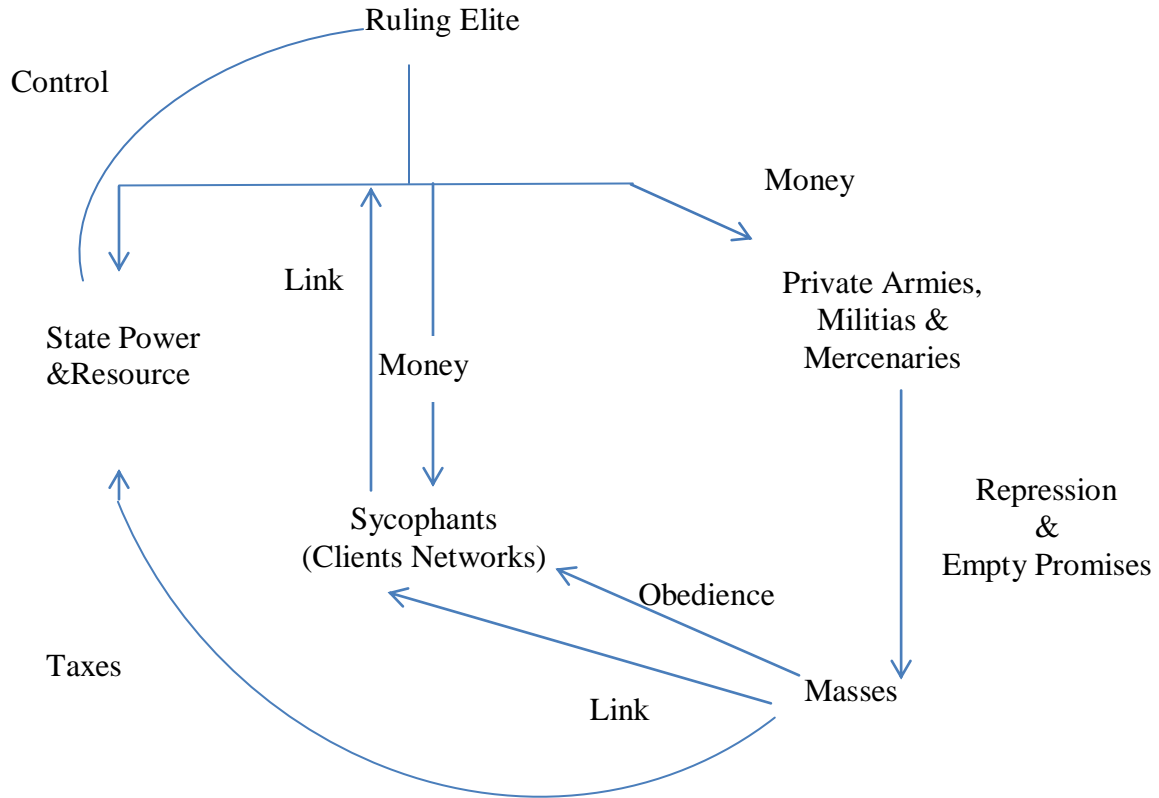 Ruling Elite
Control
Money
Link
Private Armies,
Militias &
Mercenaries
State Power
&Resource
Money
Repression
&
Empty Promises
Sycophants
(Clients Networks)
Obedience
Taxes
Masses
Link